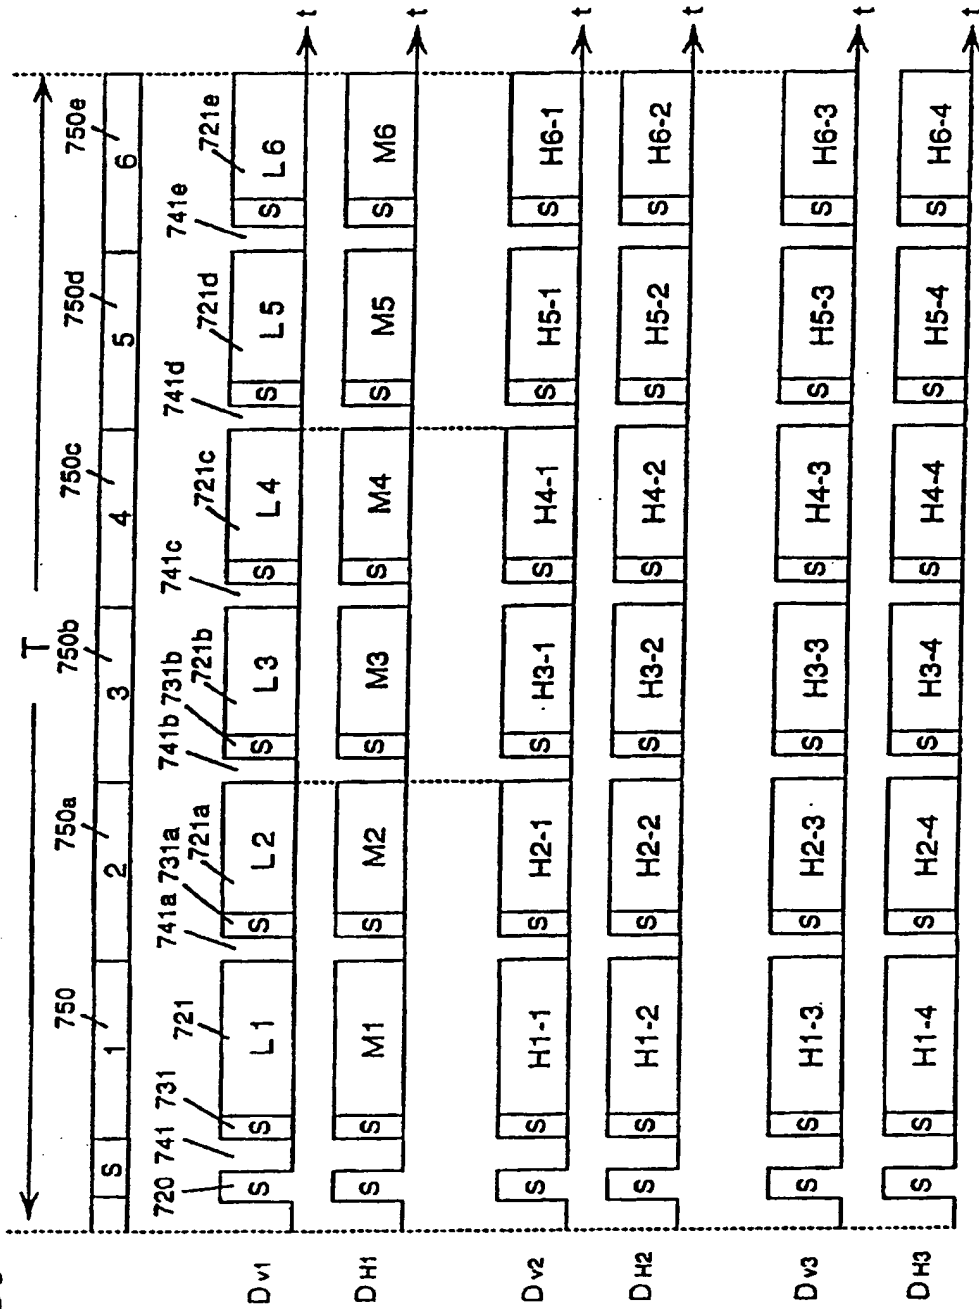 T
750 750a 750b 750c 750d 750e
S 1 2 3 4 5 6
720 741 731 721 741a 731a 721a 741b 731b 721b 741c 721c 741d 721d 741e 721e
Dv1 S S L1 S L2 S L3 S L4 S L5 S L6 t
DH1 S S M1 S M2 S M3 S M4 S M5 S M6 t
Dv2 S S H1-1 S H2-1 S H3-1 S H4-1 S H5-1 S H6-1 t
DH2 S S H1-2 S H2-2 S H3-2 S H4-2 S H5-2 S H6-2 t
Dv3 S S H1-3 S H2-3 S H3-3 S H4-3 S H5-3 S H6-3 t
DH3 S S H1-4 S H2-4 S H3-4 S H4-4 S H5-4 S H6-4 t